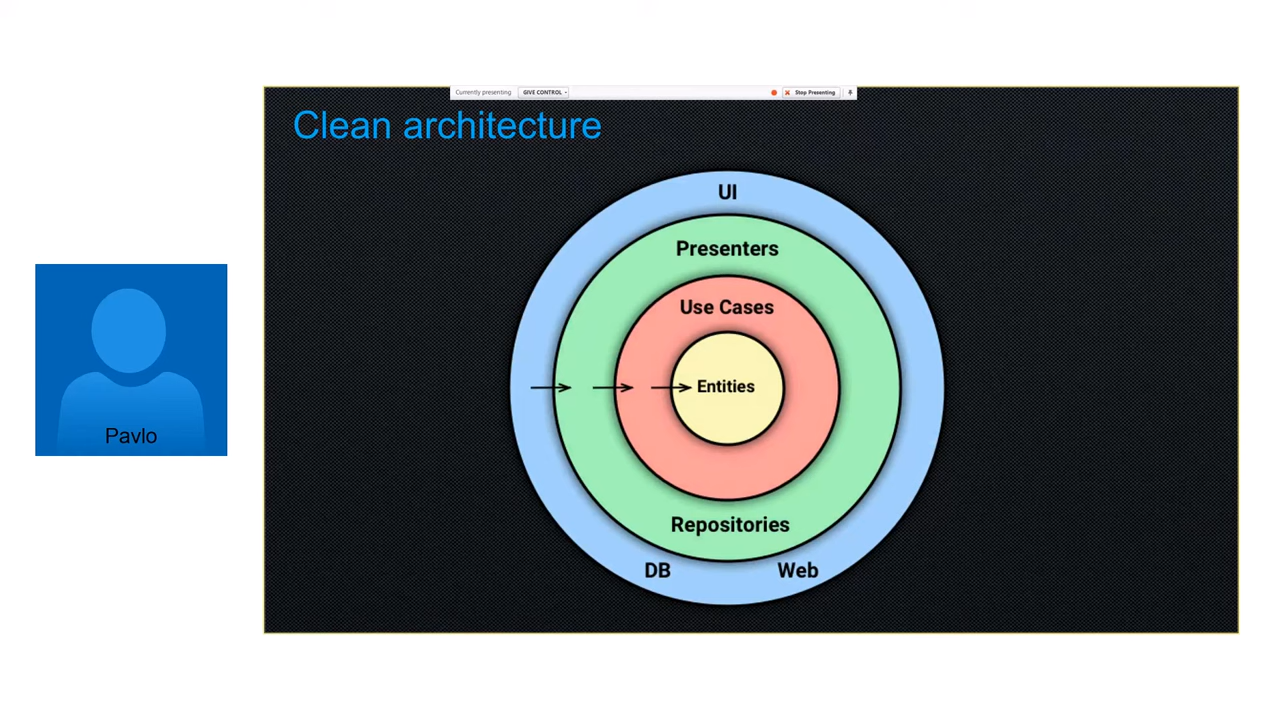 Currently presenting GIVE CONTROL Stop Presenting
Clean architecture
UI
Presenters
Use Cases
Entities
Repositories
DB Web
Pavlo